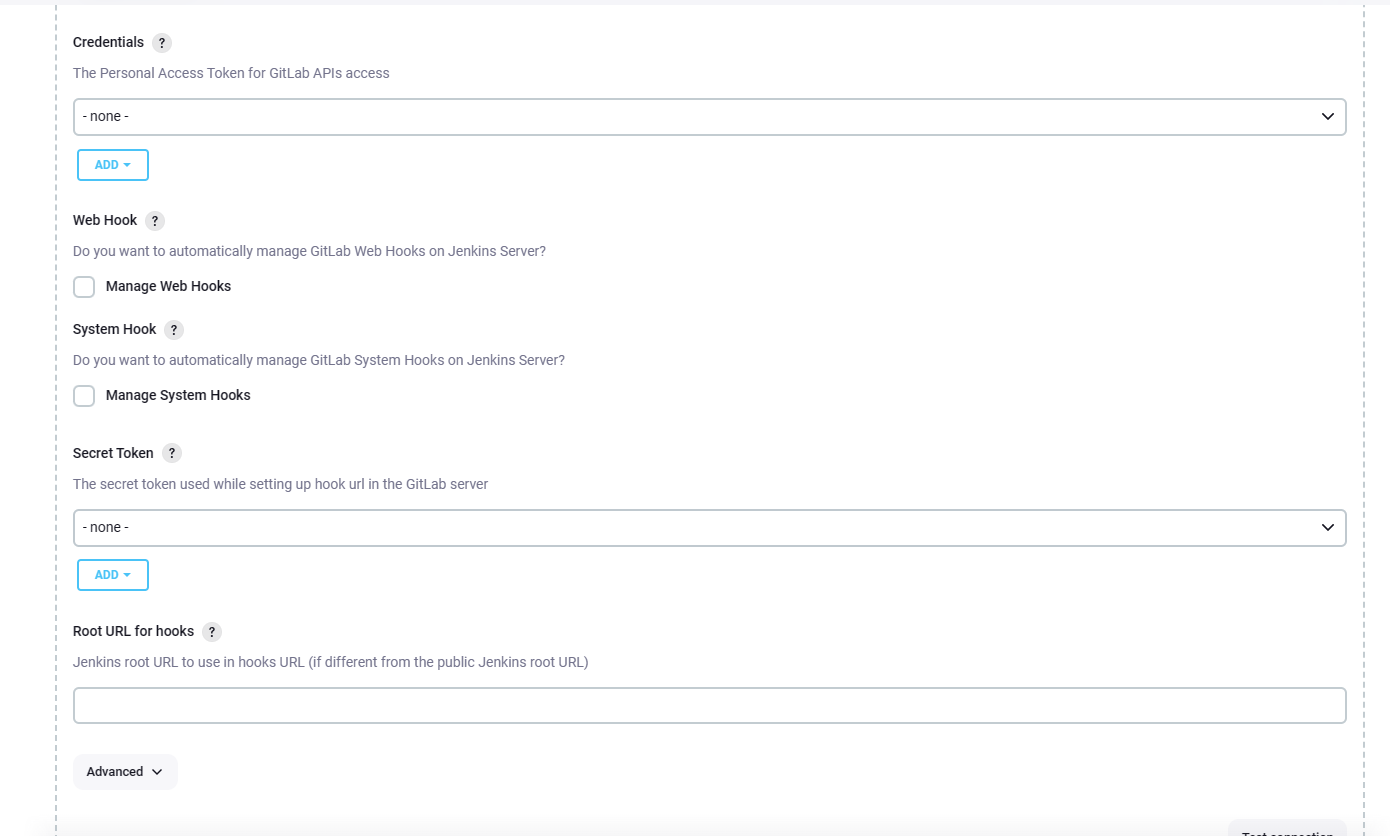 Credentials ?
The Personal Access Token for GitLab APIs access
- none -
ADD
Web Hook ?
Do you want to automatically manage GitLab Web Hooks on Jenkins Server?
Manage Web Hooks
System Hook ?
Do you want to automatically manage GitLab System Hooks on Jenkins Server?
Manage System Hooks
Secret Token ?
The secret token used while setting up hook url in the GitLab server
- none -
ADD
Root URL for hooks ?
Jenkins root URL to use in hooks URL (if different from the public Jenkins root URL)
Advanced
Test connection